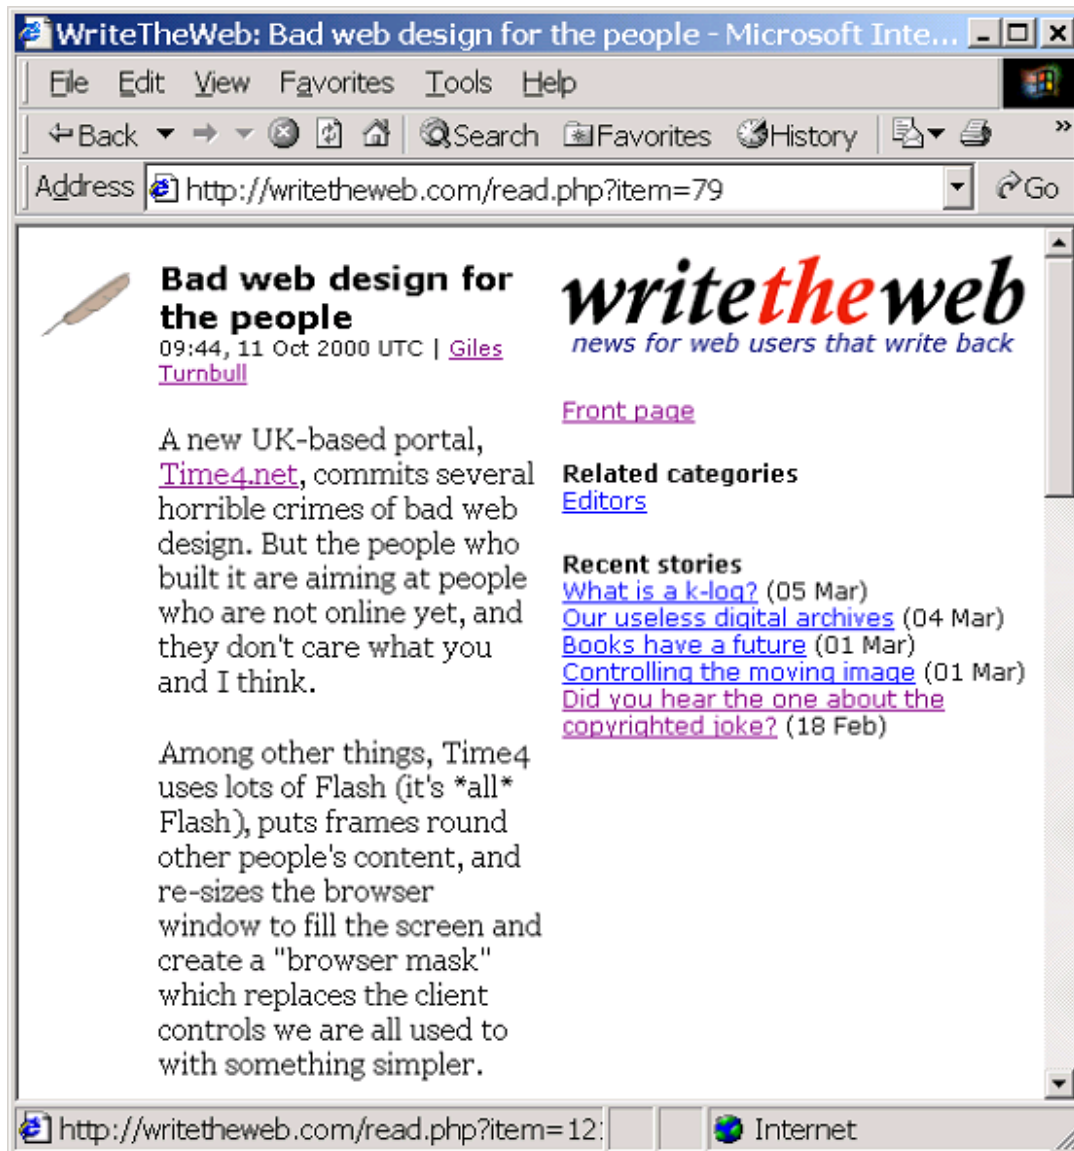 WriteTheWeb: Bad web design for the people - Microsoft Inte...
File Edit View Favorites Tools Help
Back Search Favorites History »
Address http://writetheweb.com/read.php?item=79 Go
Bad web design for
the people
09:44, 11 Oct 2000 UTC | Giles
Turnbull
A new UK-based portal,
Time4.net, commits several
horrible crimes of bad web
design. But the people who
built it are aiming at people
who are not online yet, and
they don't care what you
and I think.
Among other things, Time4
uses lots of Flash (it's *all*
Flash), puts frames round
other people's content, and
re-sizes the browser
window to fill the screen and
create a "browser mask"
which replaces the client
controls we are all used to
with something simpler.
writetheweb
news for web users that write back
Front page
Related categories
Editors
Recent stories
What is a k-log? (05 Mar)
Our useless digital archives (04 Mar)
Books have a future (01 Mar)
Controlling the moving image (01 Mar)
Did you hear the one about the
copyrighted joke? (18 Feb)
http://writetheweb.com/read.php?item=12 Internet